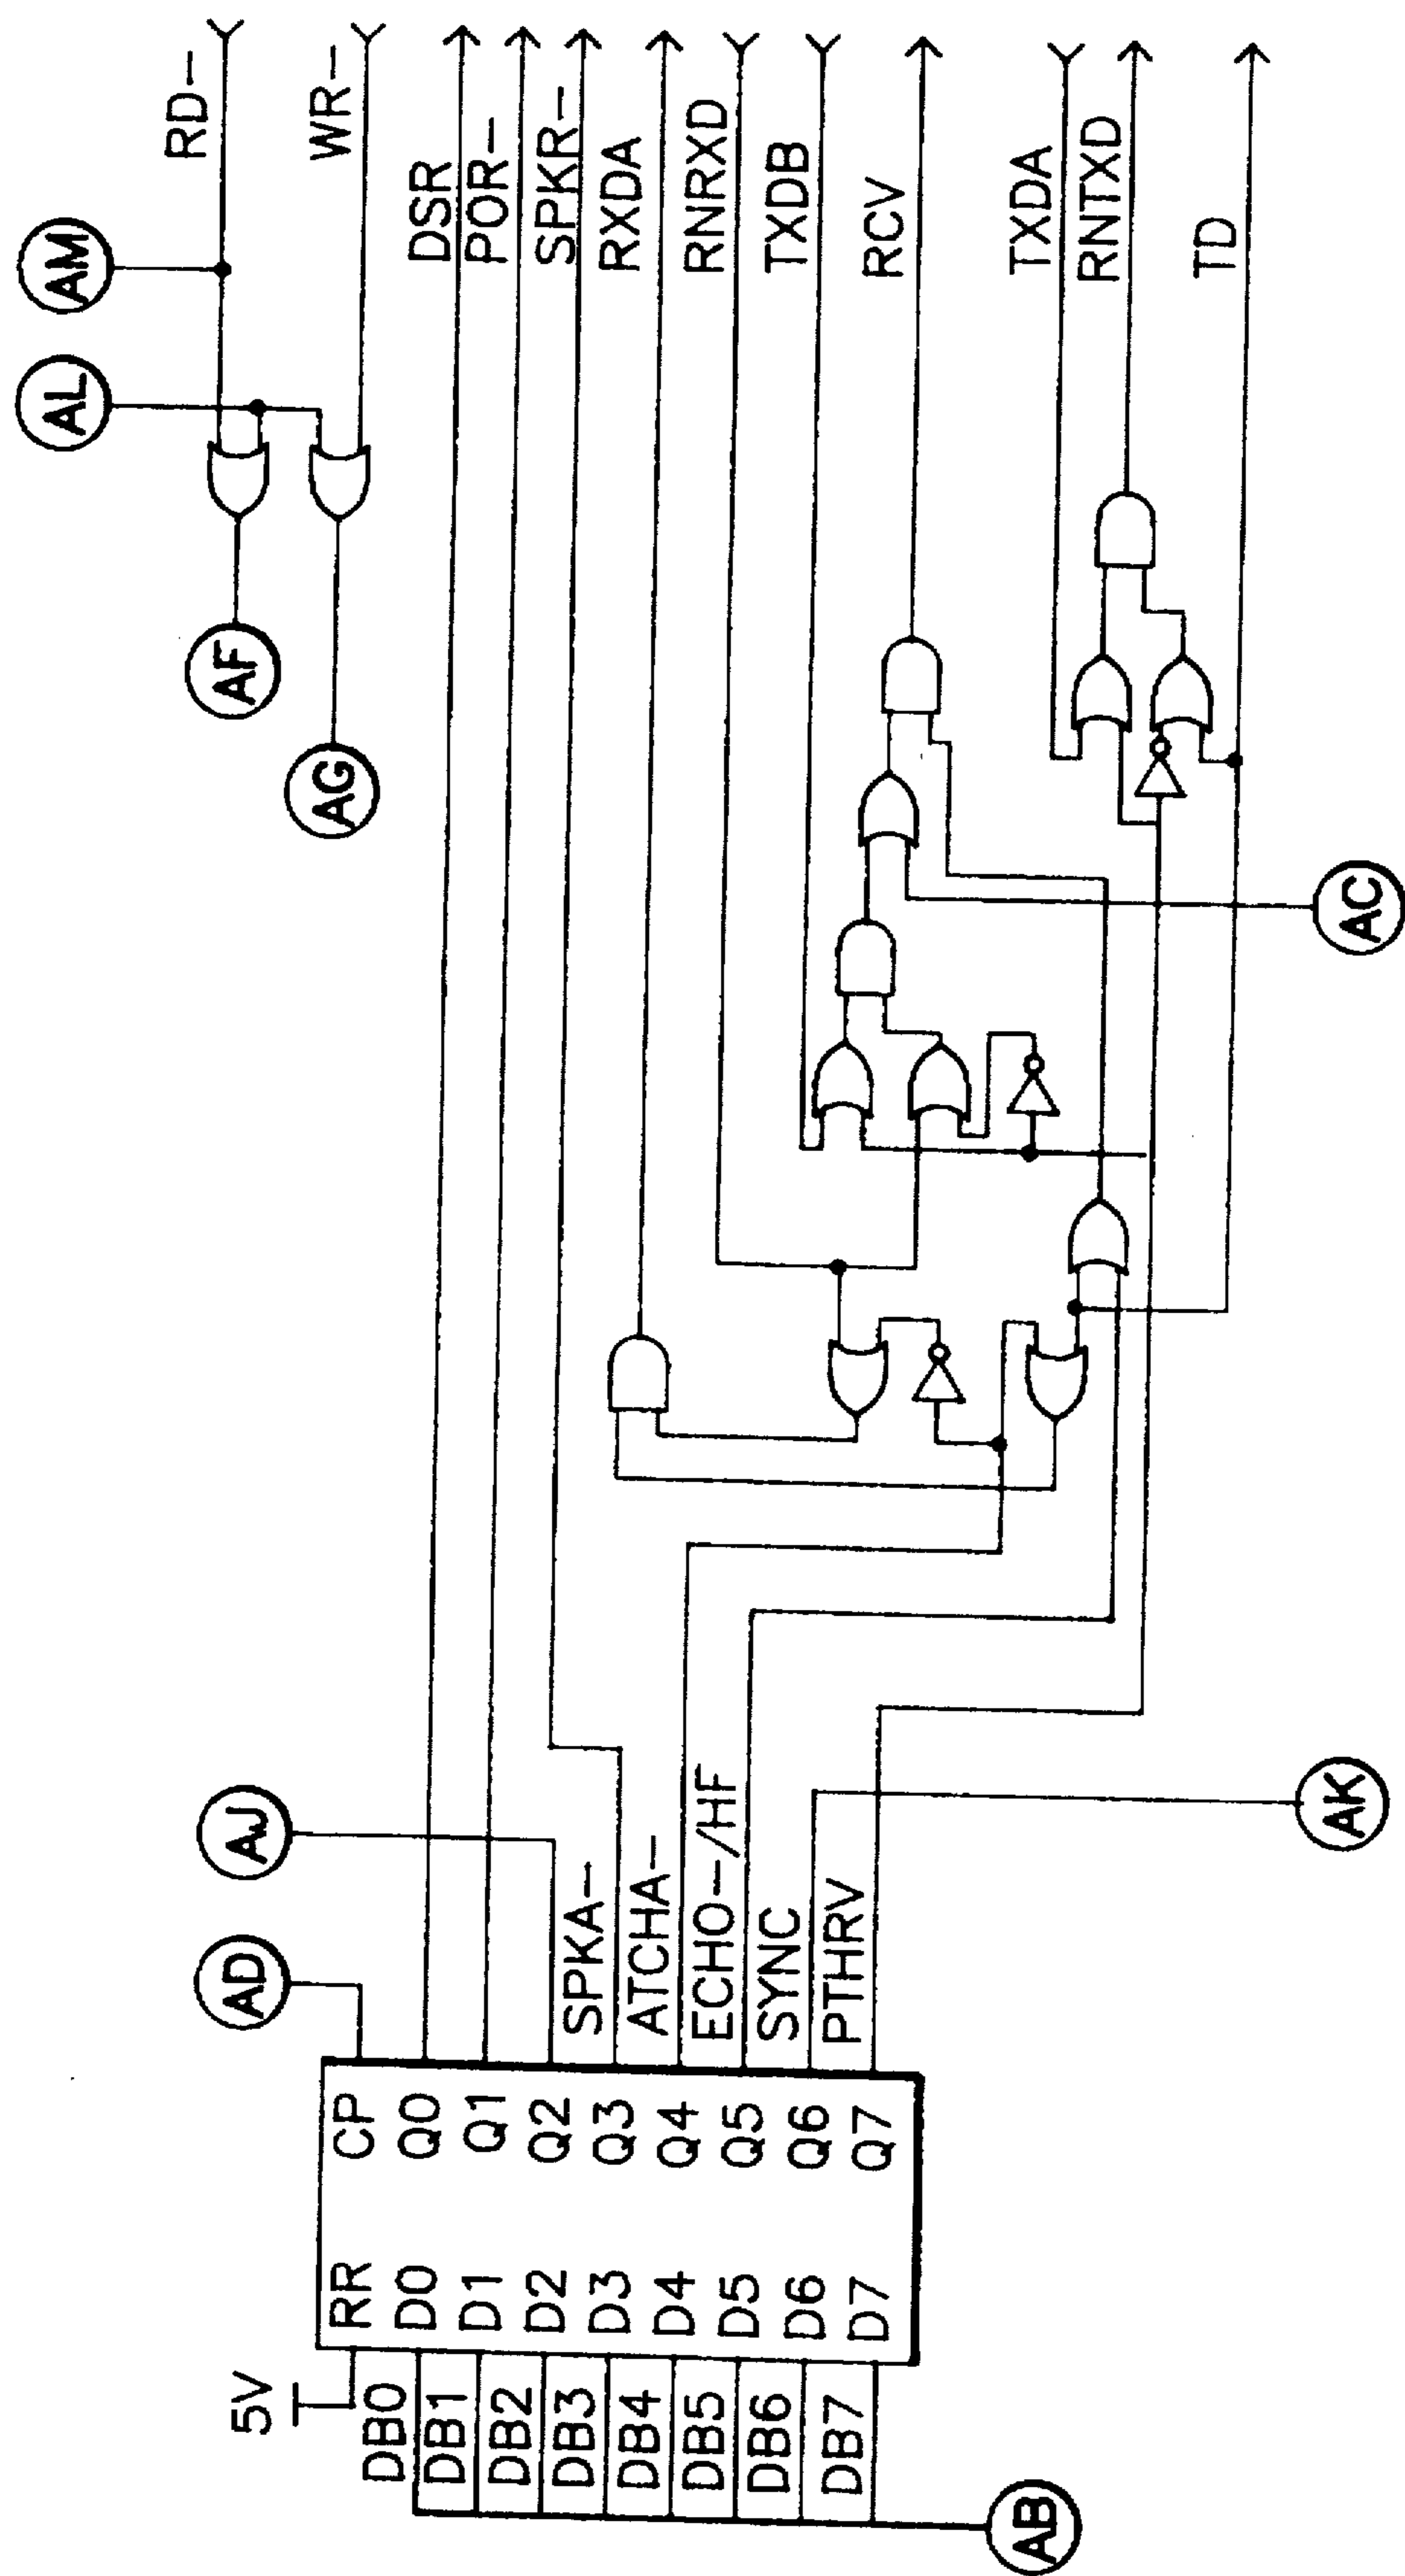 5V
RR CP
DB0 D0 Q0
DB1 D1 Q1
DB2 D2 Q2
DB3 D3 Q3 SPKA-
DB4 D4 Q4 ATCHA-
DB5 D5 Q5 ECHO-/HF
DB6 D6 Q6 SYNC
DB7 D7 Q7 PTHRV
AB
AD
AJ
AK
AC
AG
AF
AL
AM
RD-
WR-
DSR
POR-
SPKR-
RXDA
RNRXD
TXDB
RCV
TXDA
RNTXD
TD